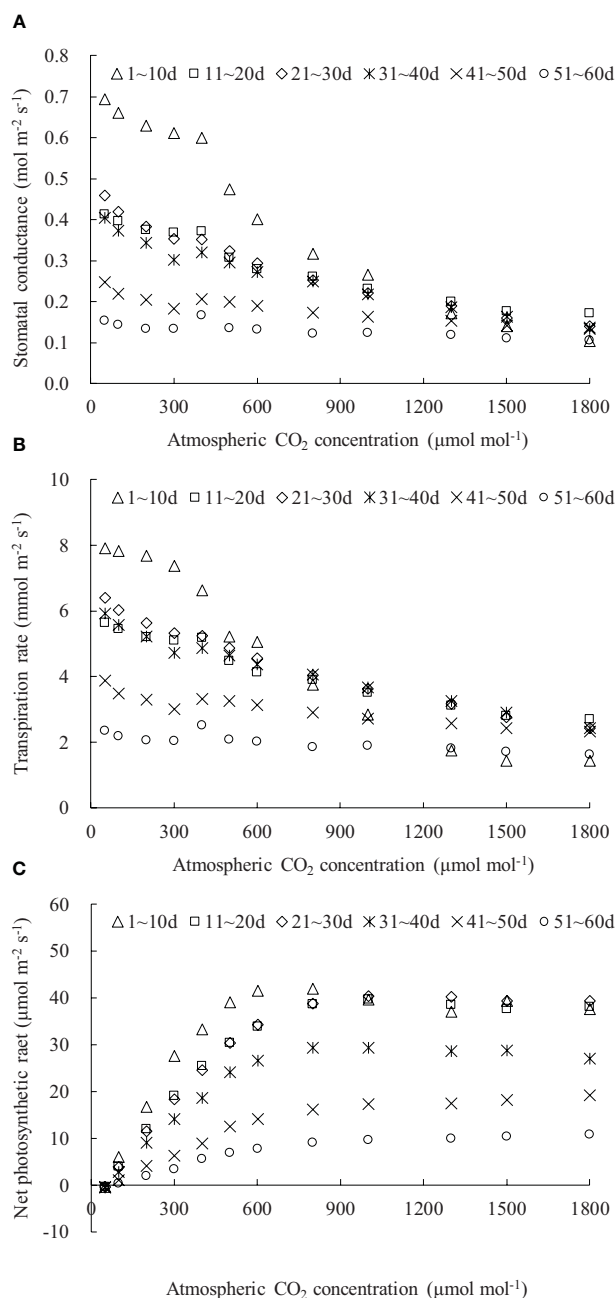 A
Stomatal conductance (mol m⁻² s⁻¹)
0.8
0.7
0.6
0.5
0.4
0.3
0.2
0.1
0.0
1~10d 11~20d 21~30d 31~40d 41~50d 51~60d
0 300 600 900 1200 1500 1800
Atmospheric CO₂ concentration (μmol mol⁻¹)
B
Transpiration rate (mmol m⁻² s⁻¹)
10
8
6
4
2
0
1~10d 11~20d 21~30d 31~40d 41~50d 51~60d
0 300 600 900 1200 1500 1800
Atmospheric CO₂ concentration (μmol mol⁻¹)
C
Net photosynthetic raet (μmol m⁻² s⁻¹)
60
50
40
30
20
10
0
-10
1~10d 11~20d 21~30d 31~40d 41~50d 51~60d
0 300 600 900 1200 1500 1800
Atmospheric CO₂ concentration (μmol mol⁻¹)